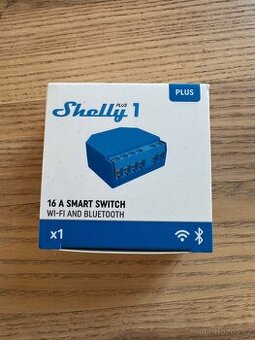 PLUS
Shelly PLUS 1
16 A SMART SWITCH
WI-FI AND BLUETOOTH
x1